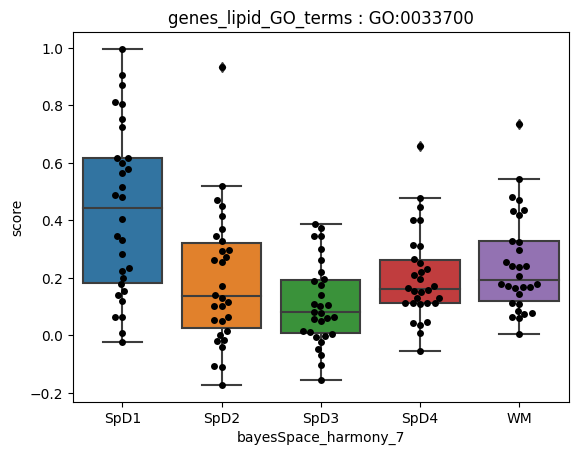 genes_lipid_GO_terms : GO:0033700
1.0
0.8
0.6
0.4
0.2
0.0
−0.2
score
SpD1 SpD2 SpD3 SpD4 WM
bayesSpace_harmony_7